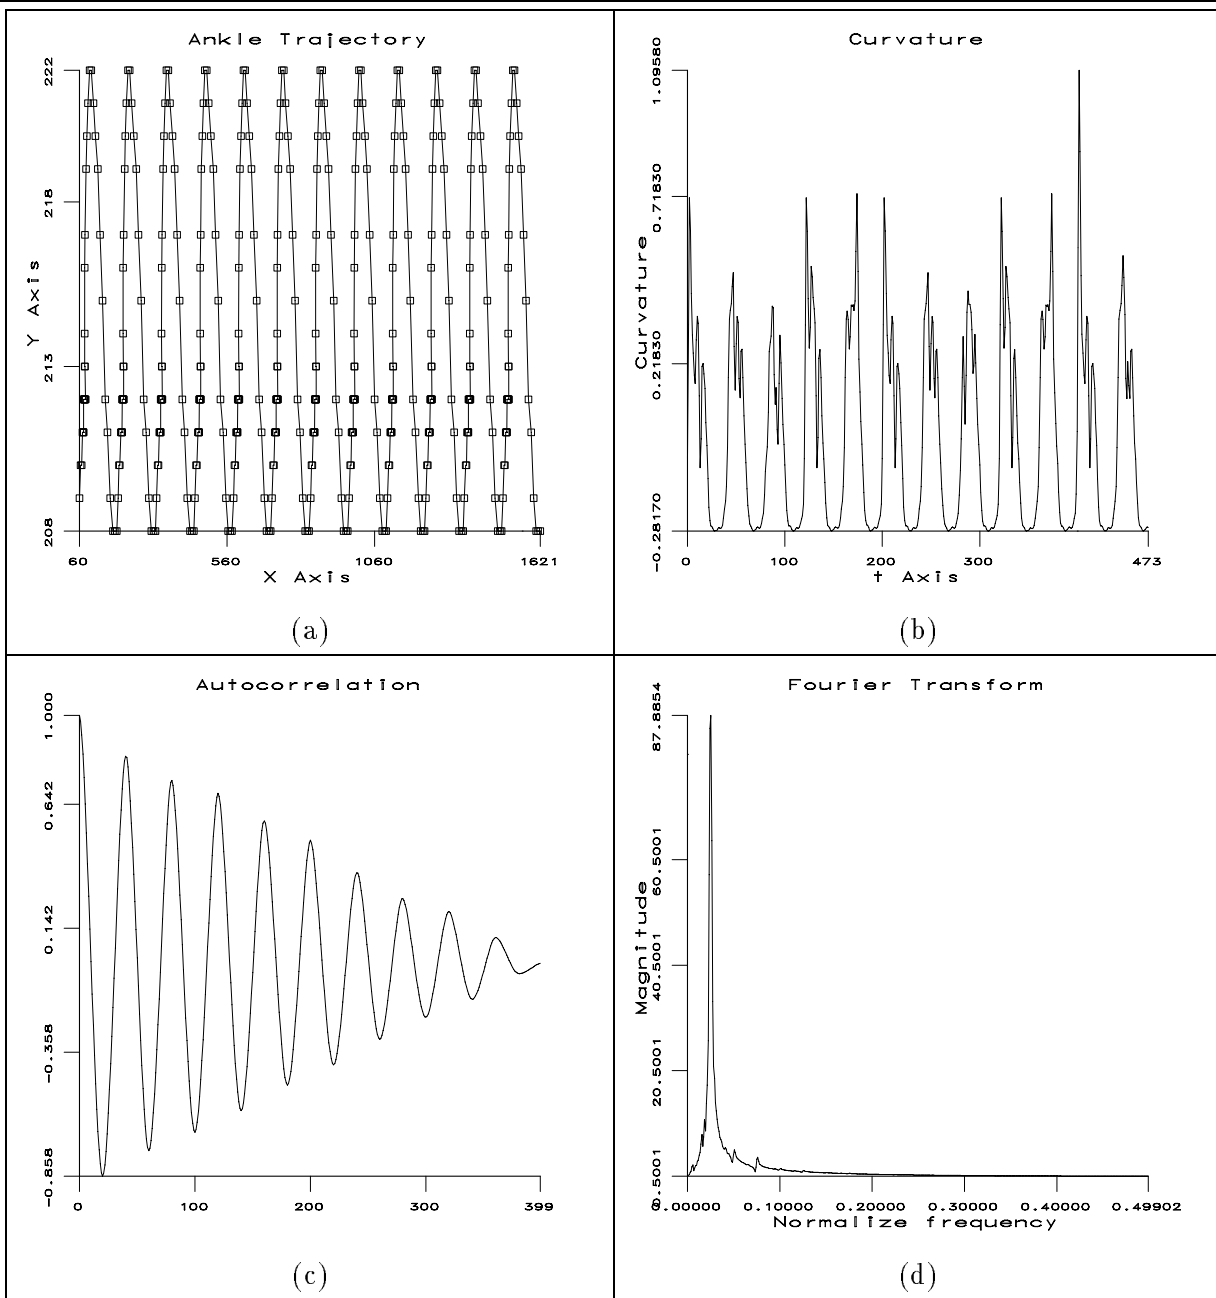 Ankle Trajectory
222
218
213
208
Y Axis
60
560
1060
1621
X Axis
(a)
Curvature
1.09580
0.71830
0.21830
-0.28170
Curvature
0
100
200
300
473
t Axis
(b)
Autocorrelation
1.000
0.642
0.142
-0.358
-0.858
0
100
200
300
399
(c)
Fourier Transform
87.8854
60.5001
40.5001
20.5001
0.5001
Magnitude
0.00000
0.10000
0.20000
0.30000
0.40000
0.49902
Normalize frequency
(d)